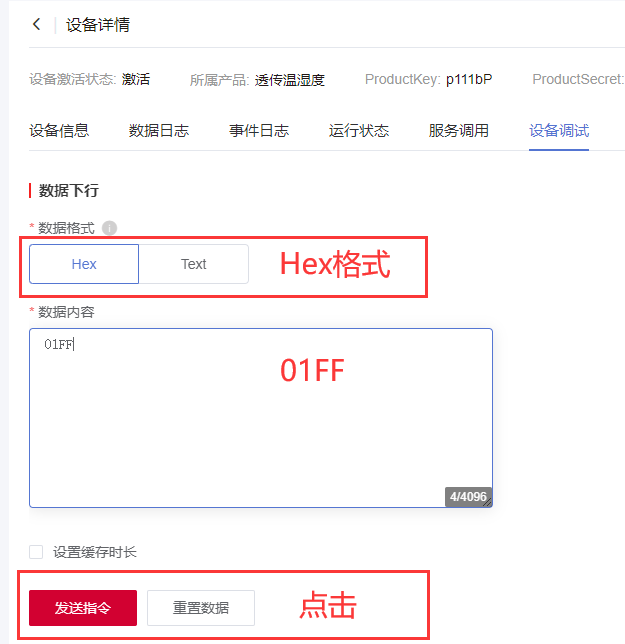 设备详情
设备激活状态: 激活 所属产品: 透传温湿度 ProductKey: p111bP ProductSecret:
设备信息 数据日志 事件日志 运行状态 服务调用 设备调试
数据下行
* 数据格式 i
Hex Text Hex格式
* 数据内容
01FF
01FF
4/4096
设置缓存时长
发送指令 重置数据 点击